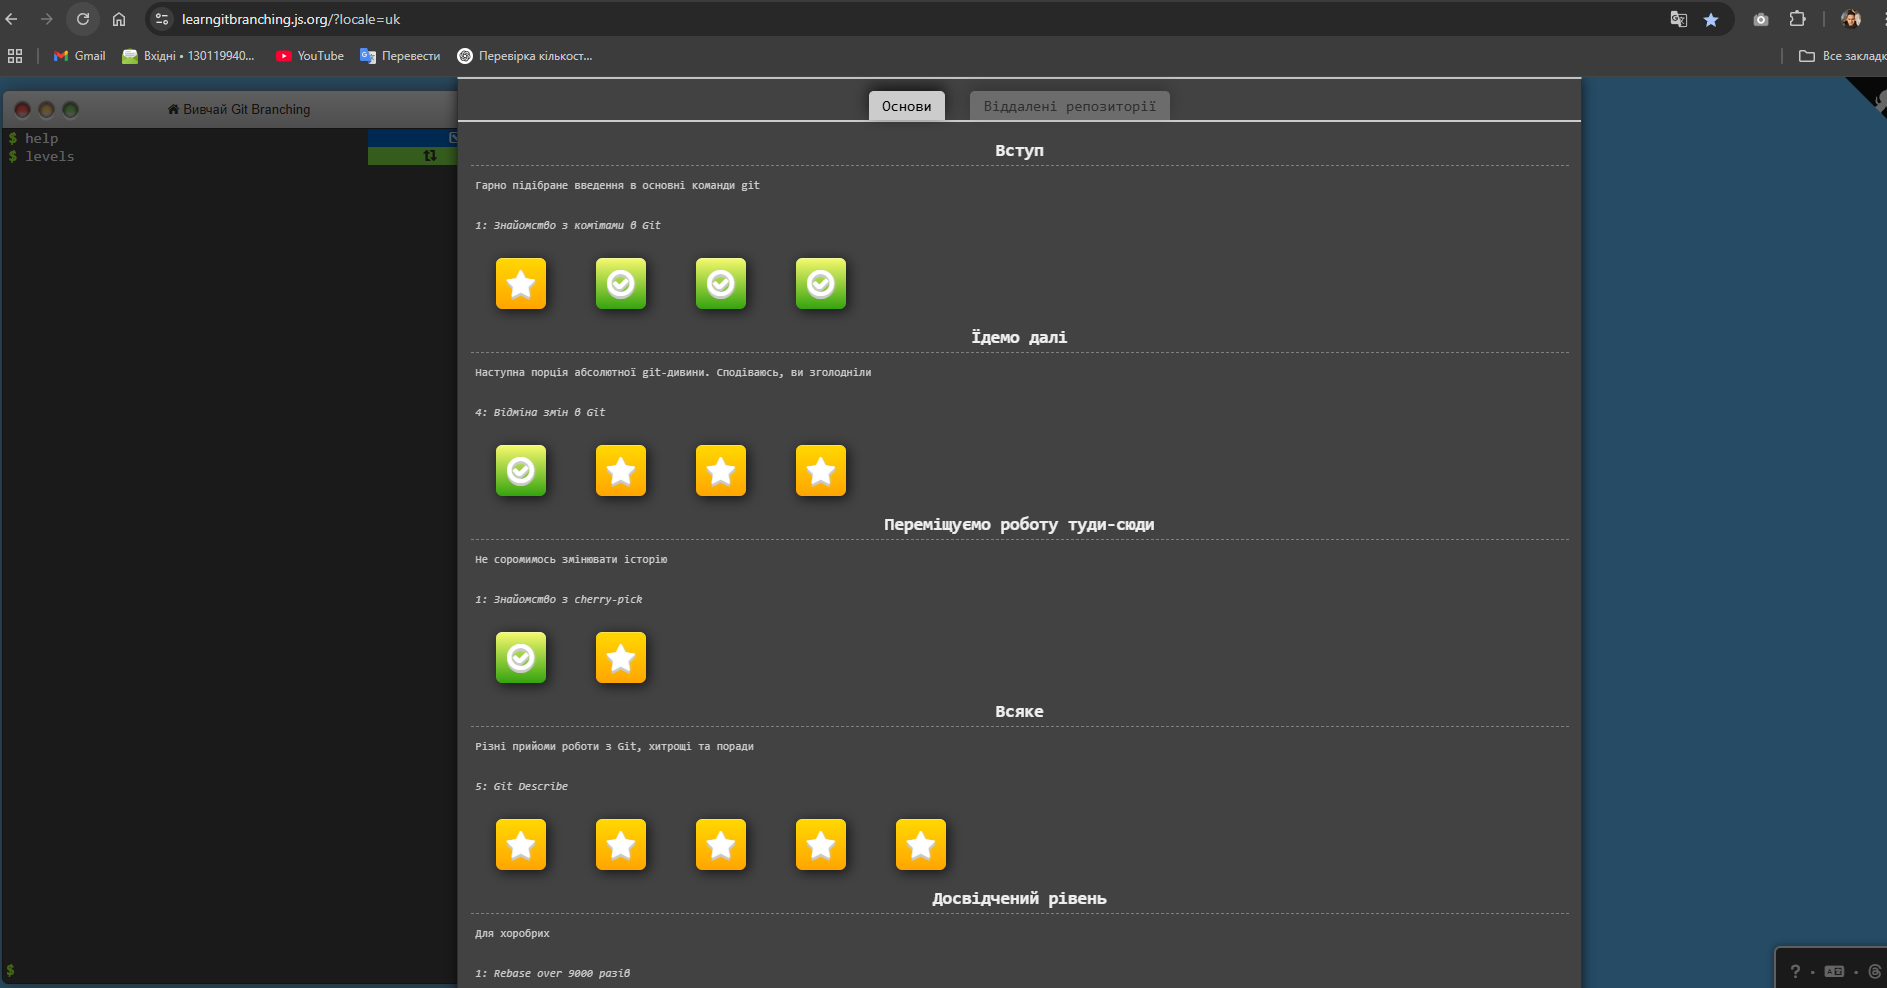 learngitbranching.js.org/?locale=uk
Gmail
Вхідні • 130119940...
YouTube
Перевести
Перевірка кількост...
Все закладк
Вивчай Git Branching
$ help
$ levels
$
Основи
Віддалені репозиторії
Вступ
Гарно підібране введення в основні команди git
1: Знайомство з комітами в Git
Їдемо далі
Наступна порція абсолютної git-дивини. Сподіваюсь, ви зголодніли
4: Відміна змін в Git
Переміщуємо роботу туди-сюди
Не соромимось змінювати історію
1: Знайомство з cherry-pick
Всяке
Різні прийоми роботи з Git, хитрощі та поради
5: Git Describe
Досвідчений рівень
Для хоробрих
1: Rebase over 9000 разів
?